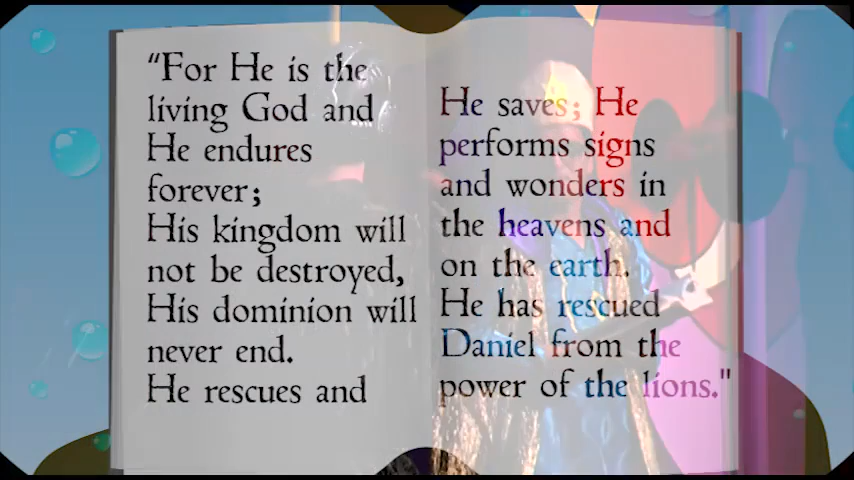 “For He is the
living God and
He endures
forever;
His kingdom will
not be destroyed,
His dominion will
never end.
He rescues and
He saves; He
performs signs
and wonders in
the heavens and
on the earth.
He has rescued
Daniel from the
power of the lions."